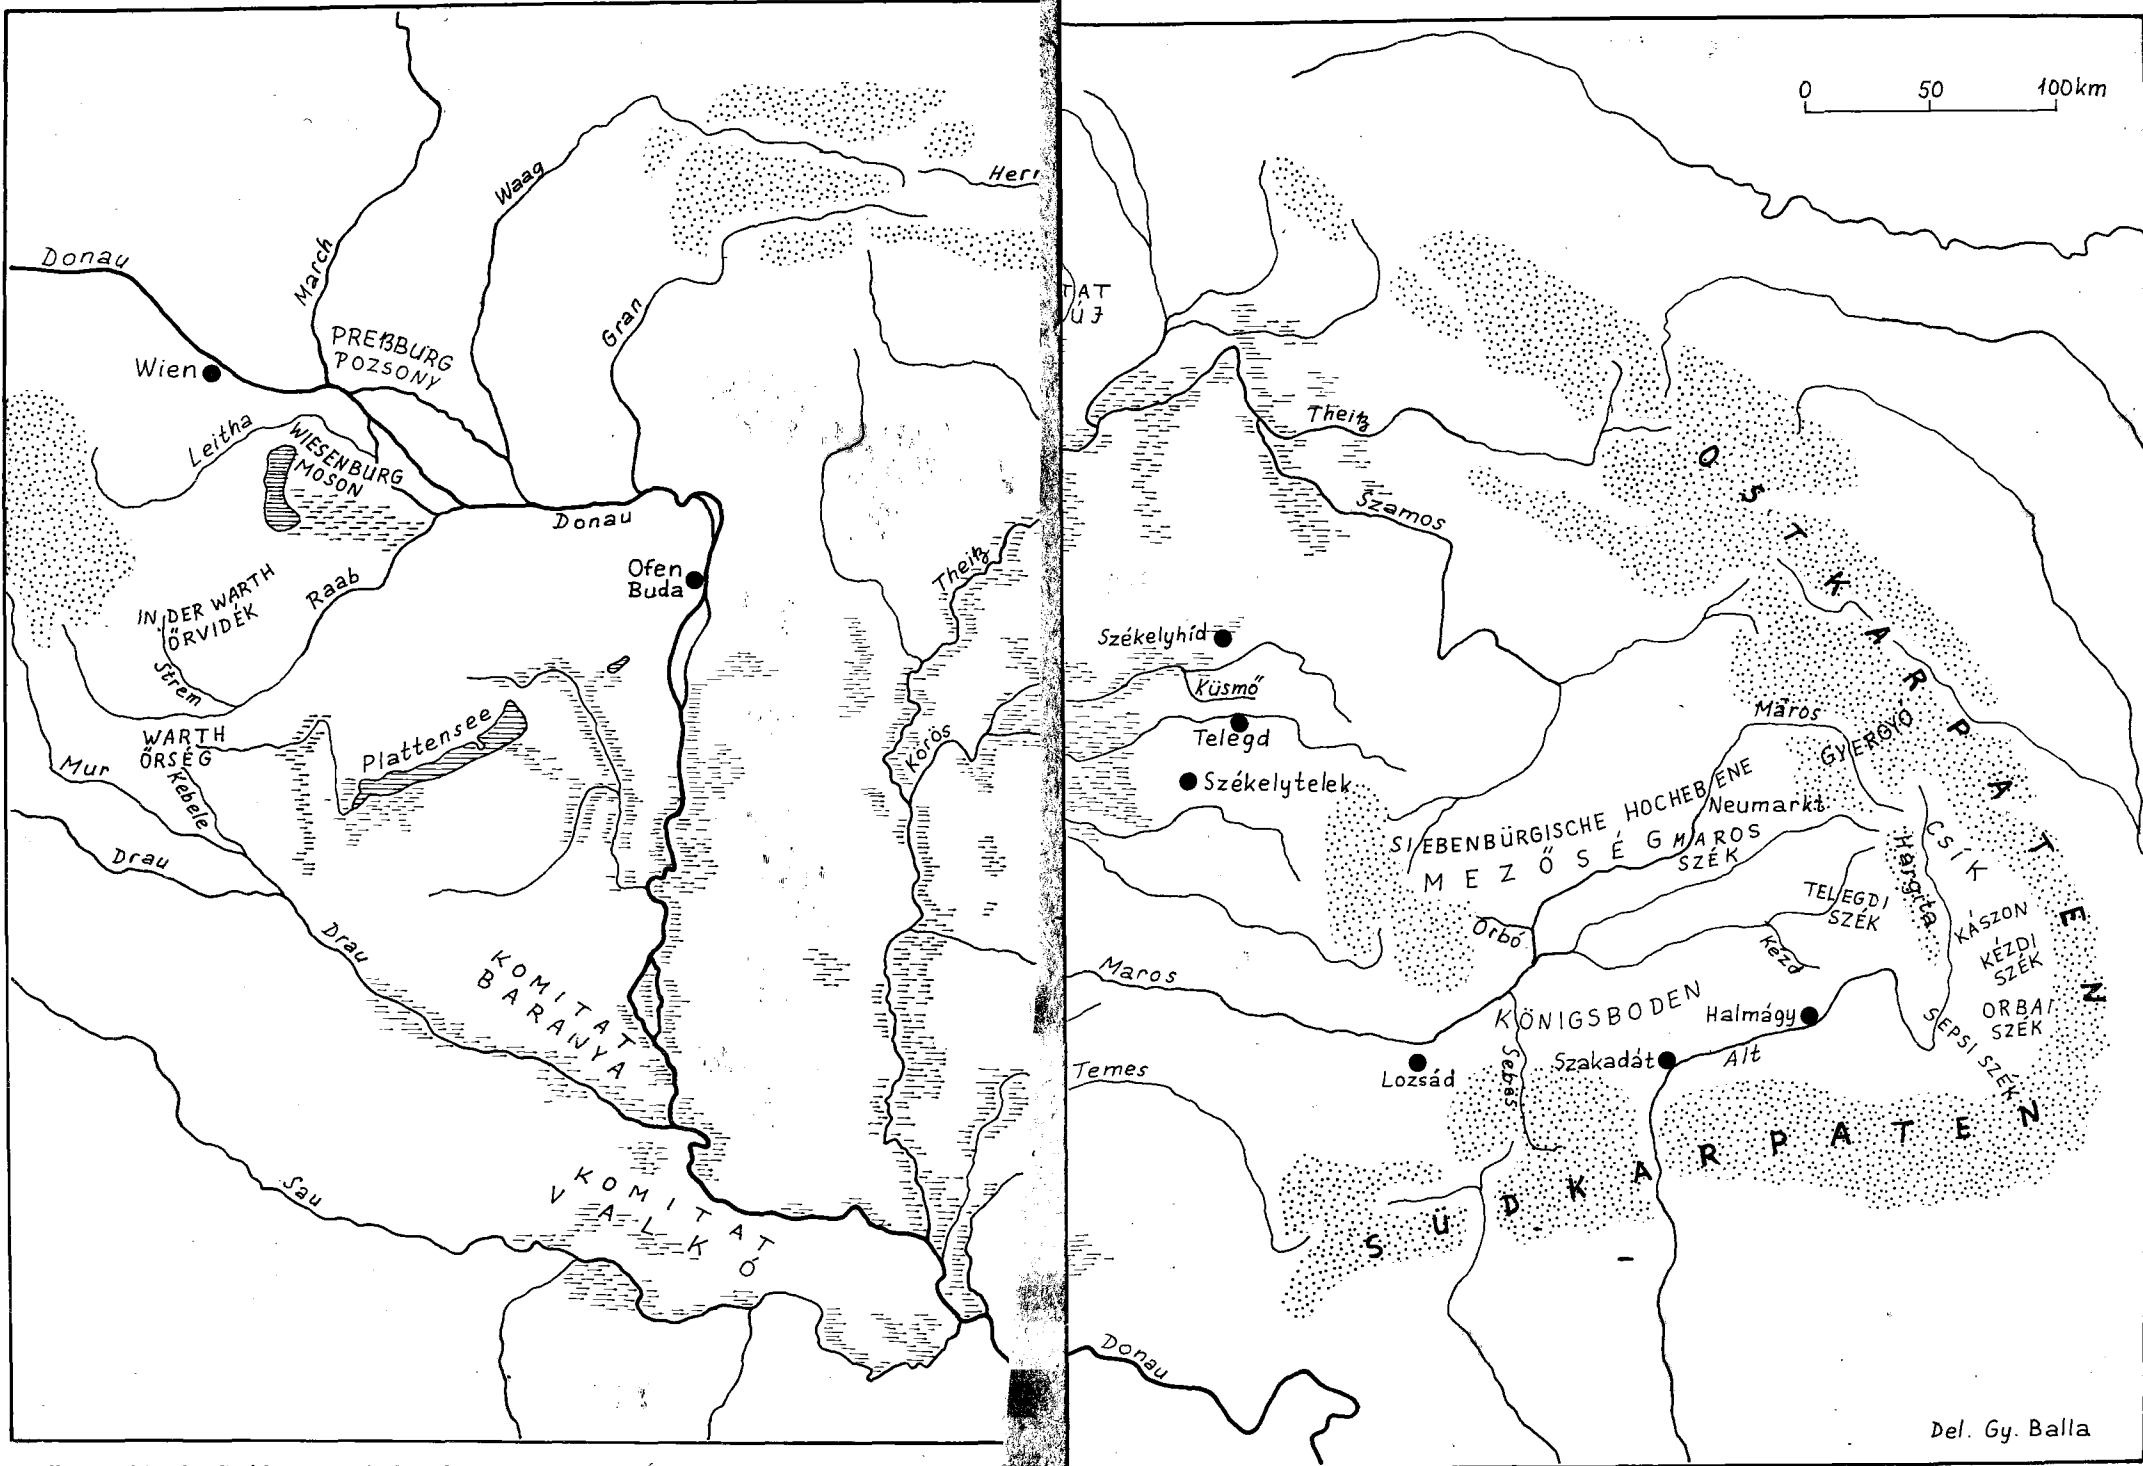 0 50 100km
Donau
March
Waag
Gran
Wien
PREẞBURG
POZSONY
Leitha
WIESENBURG
MOSON
Donau
Ofen
Buda
IN DER WARTH
ŐRVIDÉK
Raab
Strem
WARTH
ŐRSÉG
Kebele
Mur
Plattensee
Drau
Drau
Theiß
Körös
KOMITAT
BARANYA
Sau
KOMITAT
VALKÓ
TAT
ÚJ
Theiß
Szamos
Székelyhíd
Küsmő
Telegd
Székelytelek
OSTKARPATEN
Maros
GYERGYÓ
SIEBENBÜRGISCHE HOCHEBENE
MEZŐSÉG
Neumarkt
MAROS
SZÉK
Hargita
CSÍK
TELEGDI
SZÉK
KÁSZON
KÉZDI
SZÉK
ORBAI
SZÉK
SEPSI SZÉK
Orbó
Kézd
Maros
KÖNIGSBODEN
Halmágy
Szakadát
Alt
Sebes
Lozsád
Temes
SÜDKARPATEN
Donau
Del. Gy. Balla